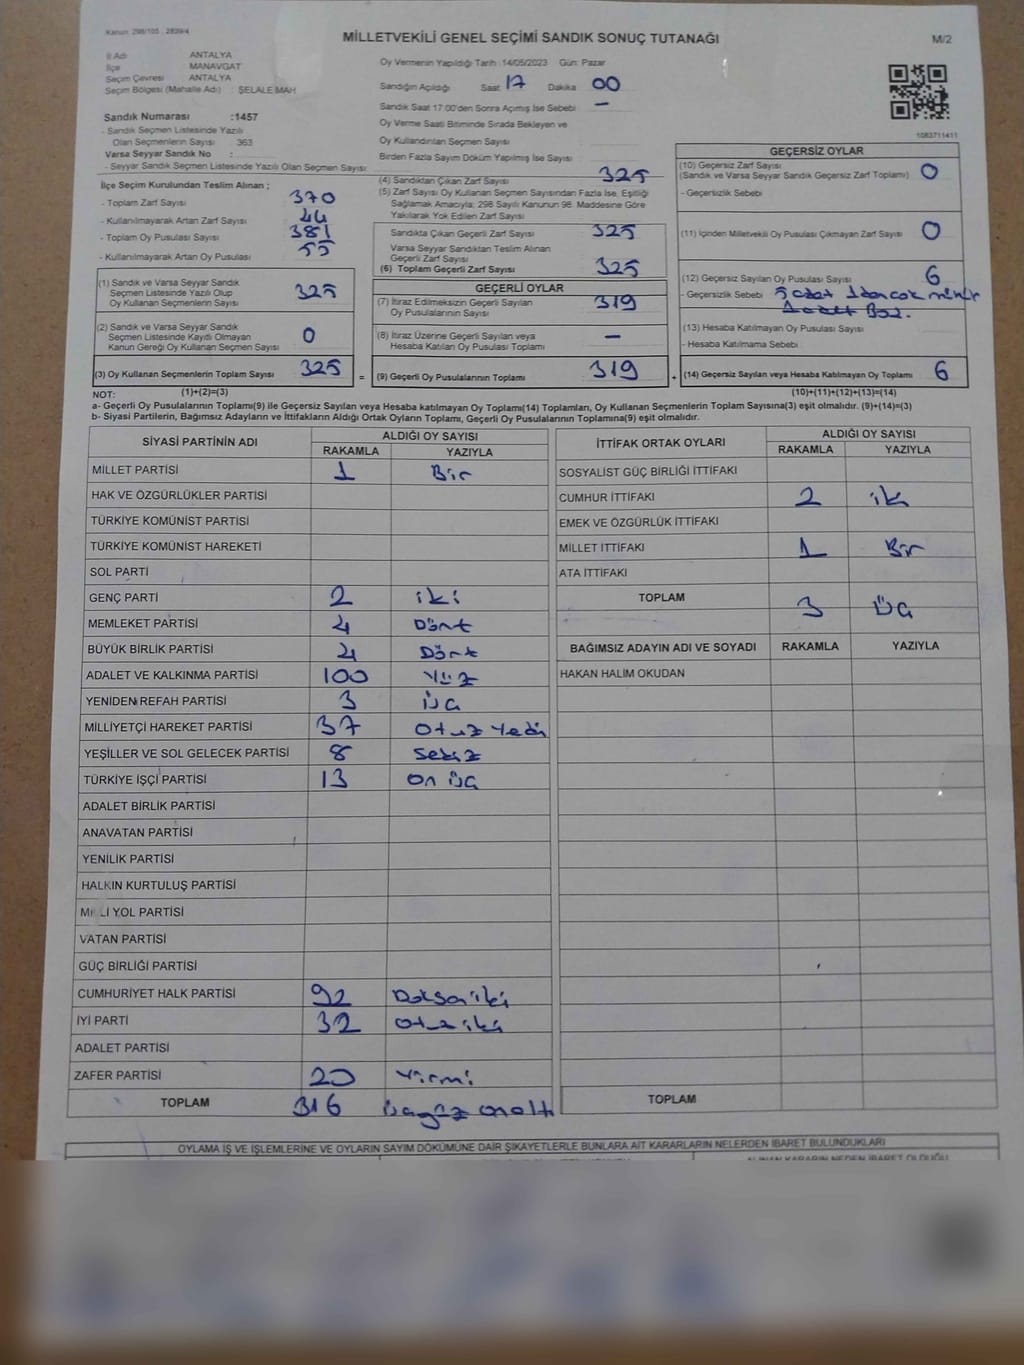 Kanun: 298/105 , 2839/4
MİLLETVEKİLİ GENEL SEÇİMİ SANDIK SONUÇ TUTANAĞI
M/2
İl Adı ANTALYA
İlçe MANAVGAT
Seçim Çevresi ANTALYA
Seçim Bölgesi (Mahalle Adı) : ŞELALE MAH
Sandık Numarası :1457
- Sandık Seçmen Listesinde Yazılı
Olan Seçmenlerin Sayısı 363
Varsa Seyyar Sandık No :
- Seyyar Sandık Seçmen Listesinde Yazılı Olan Seçmen Sayısı:
İlçe Seçim Kurulundan Teslim Alınan ;
- Toplam Zarf Sayısı 370
- Kullanılmayarak Artan Zarf Sayısı 44
- Toplam Oy Pusulası Sayısı 381
- Kullanılmayarak Artan Oy Pusulası 55
Oy Vermenin Yapıldığı Tarih :14/05/2023 Gün: Pazar
Sandığın Açıldığı Saat 17 Dakika 00
Sandık Saat 17:00'den Sonra Açılmış İse Sebebi —
Oy Verme Saati Bitiminde Sırada Bekleyen ve
Oy Kullandırılan Seçmen Sayısı
Birden Fazla Sayım Döküm Yapılmış İse Sayısı
(4) Sandıktan Çıkan Zarf Sayısı 325
(5) Zarf Sayısı Oy Kullanan Seçmen Sayısından Fazla İse, Eşitliği
Sağlamak Amacıyla; 298 Sayılı Kanunun 98. Maddesine Göre
Yakılarak Yok Edilen Zarf Sayısı
Sandıkta Çıkan Geçerli Zarf Sayısı 325
Varsa Seyyar Sandıktan Teslim Alınan
Geçerli Zarf Sayısı
(6) Toplam Geçerli Zarf Sayısı 325
1083711411
GEÇERSİZ OYLAR
(10) Geçersiz Zarf Sayısı
(Sandık ve Varsa Seyyar Sandık Geçersiz Zarf Toplamı) 0
- Geçersizlik Sebebi
(11) İçinden Milletvekili Oy Pusulası Çıkmayan Zarf Sayısı 0
(12) Geçersiz Sayılan Oy Pusulası Sayısı 6
- Geçersizlik Sebebi 5 adet 1den çok mühür
1 adet Boş.
(13) Hesaba Katılmayan Oy Pusulası Sayısı
- Hesaba Katılmama Sebebi
(1) Sandık ve Varsa Seyyar Sandık
Seçmen Listesinde Yazılı Olup
Oy Kullanan Seçmenlerin Sayısı 325
(2) Sandık ve Varsa Seyyar Sandık
Seçmen Listesinde Kayıtlı Olmayan
Kanun Gereği Oy Kullanan Seçmen Sayısı 0
GEÇERLİ OYLAR
(7) İtiraz Edilmeksizin Geçerli Sayılan
Oy Pusulalarının Sayısı 319
(8) İtiraz Üzerine Geçerli Sayılan veya
Hesaba Katılan Oy Pusulası Toplamı —
(3) Oy Kullanan Seçmenlerin Toplam Sayısı 325 = (9) Geçerli Oy Pusulalarının Toplamı 319 + (14) Geçersiz Sayılan veya Hesaba Katılmayan Oy Toplamı 6
NOT: (1)+(2)=(3) (10)+(11)+(12)+(13)=(14)
a- Geçerli Oy Pusulalarının Toplamı(9) ile Geçersiz Sayılan veya Hesaba katılmayan Oy Toplamı(14) Toplamları, Oy Kullanan Seçmenlerin Toplam Sayısına(3) eşit olmalıdır. (9)+(14)=(3)
b- Siyasi Partilerin, Bağımsız Adayların ve İttifakların Aldığı Ortak Oyların Toplamı, Geçerli Oy Pusulalarının Toplamına(9) eşit olmalıdır.
SİYASİ PARTİNİN ADI ALDIĞI OY SAYISI
RAKAMLA YAZIYLA
MİLLET PARTİSİ 1 Bir
HAK VE ÖZGÜRLÜKLER PARTİSİ
TÜRKİYE KOMÜNİST PARTİSİ
TÜRKİYE KOMÜNİST HAREKETİ
SOL PARTİ
GENÇ PARTİ 2 iki
MEMLEKET PARTİSİ 4 Dört
BÜYÜK BİRLİK PARTİSİ 4 Dört
ADALET VE KALKINMA PARTİSİ 100 Yüz
YENİDEN REFAH PARTİSİ 3 üç
MİLLİYETÇİ HAREKET PARTİSİ 37 Otuz Yedi
YEŞİLLER VE SOL GELECEK PARTİSİ 8 Sekiz
TÜRKİYE İŞÇİ PARTİSİ 13 On üç
ADALET BİRLİK PARTİSİ
ANAVATAN PARTİSİ
YENİLİK PARTİSİ
HALKIN KURTULUŞ PARTİSİ
MİLLİ YOL PARTİSİ
VATAN PARTİSİ
GÜÇ BİRLİĞİ PARTİSİ
CUMHURİYET HALK PARTİSİ 92 Doksan iki
İYİ PARTİ 32 Otuz iki
ADALET PARTİSİ
ZAFER PARTİSİ 20 Yirmi
TOPLAM 316 üçyüz onaltı
İTTİFAK ORTAK OYLARI ALDIĞI OY SAYISI
RAKAMLA YAZIYLA
SOSYALİST GÜÇ BİRLİĞİ İTTİFAKI
CUMHUR İTTİFAKI 2 iki
EMEK VE ÖZGÜRLÜK İTTİFAKI
MİLLET İTTİFAKI 1 Bir
ATA İTTİFAKI
TOPLAM 3 üç
BAĞIMSIZ ADAYIN ADI VE SOYADI RAKAMLA YAZIYLA
HAKAN HALİM OKUDAN
TOPLAM
OYLAMA İŞ VE İŞLEMLERİNE VE OYLARIN SAYIM DÖKÜMÜNE DAİR ŞİKAYETLERLE BUNLARA AİT KARARLARIN NELERDEN İBARET BULUNDUKLARI
ALINAN KARARIN NEDEN İBARET OLDUĞU